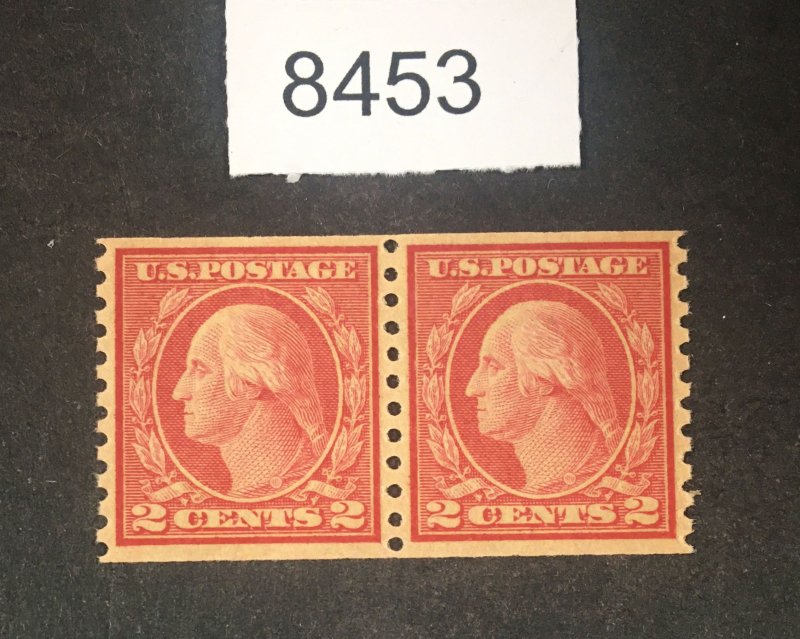 8453
U.S. POSTAGE
2 CENTS 2
U.S. POSTAGE
2 CENTS 2